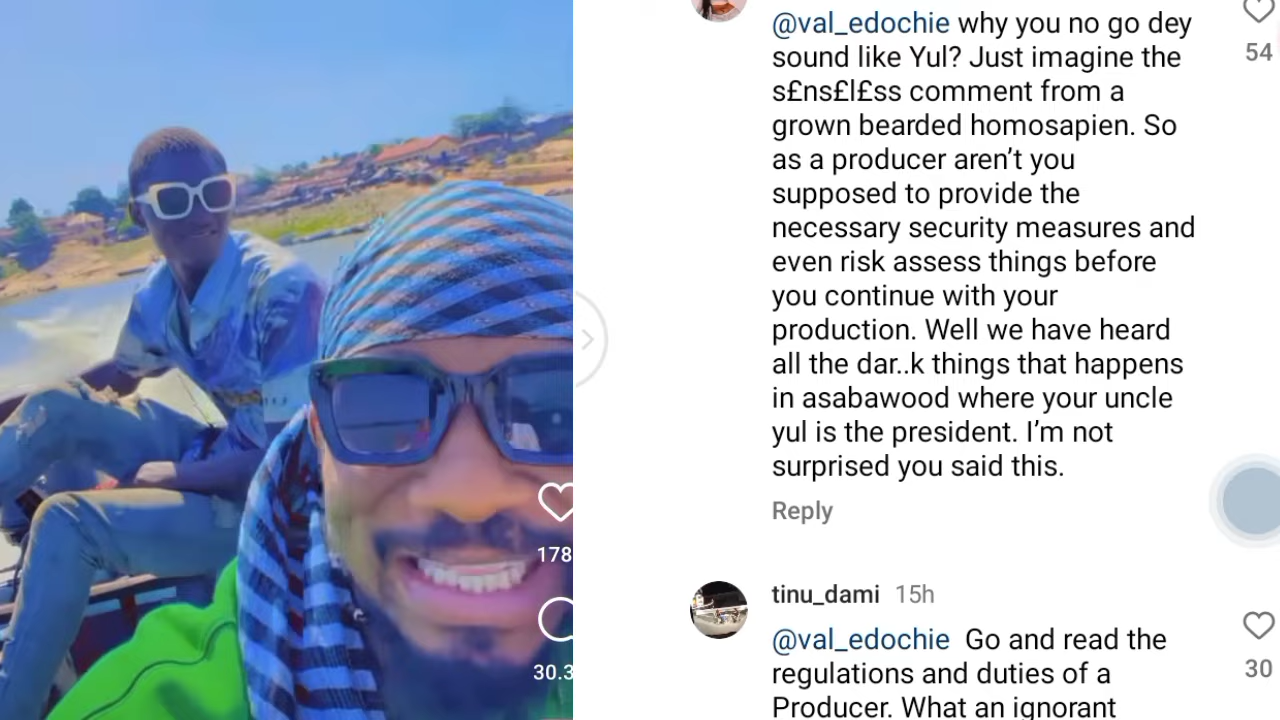 178
30.3
@val_edochie why you no go dey
sound like Yul? Just imagine the
s£ns£l£ss comment from a
grown bearded homosapien. So
as a producer aren't you
supposed to provide the
necessary security measures and
even risk assess things before
you continue with your
production. Well we have heard
all the dar..k things that happens
in asabawood where your uncle
yul is the president. I'm not
surprised you said this.
Reply
54
tinu_dami 15h
@val_edochie Go and read the
regulations and duties of a
Producer. What an ignorant
30